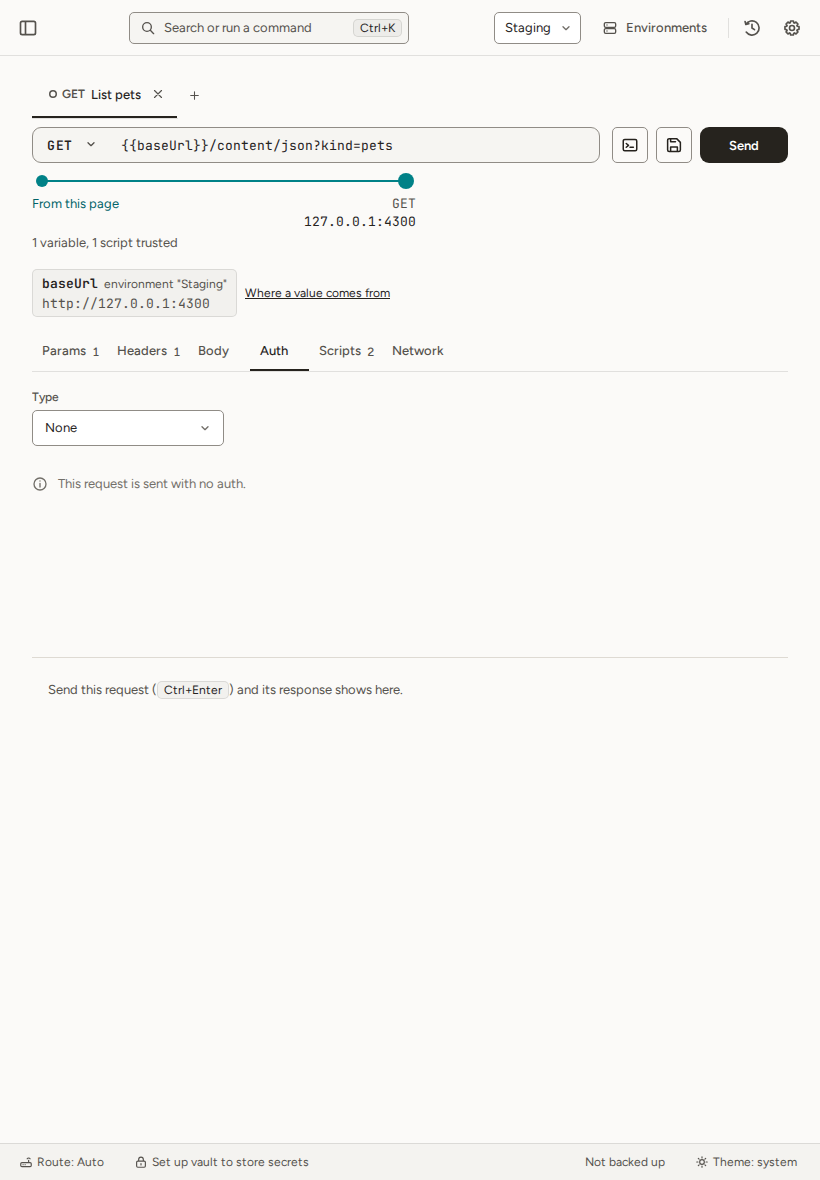 Search or run a command Ctrl+K Staging Environments
GET List pets
GET {{baseUrl}}/content/json?kind=pets Send
From this page GET
127.0.0.1:4300
1 variable, 1 script trusted
baseUrl environment "Staging"
http://127.0.0.1:4300
Where a value comes from
Params 1 Headers 1 Body Auth Scripts 2 Network
Type
None
This request is sent with no auth.
Send this request (Ctrl+Enter) and its response shows here.
Route: Auto Set up vault to store secrets Not backed up Theme: system